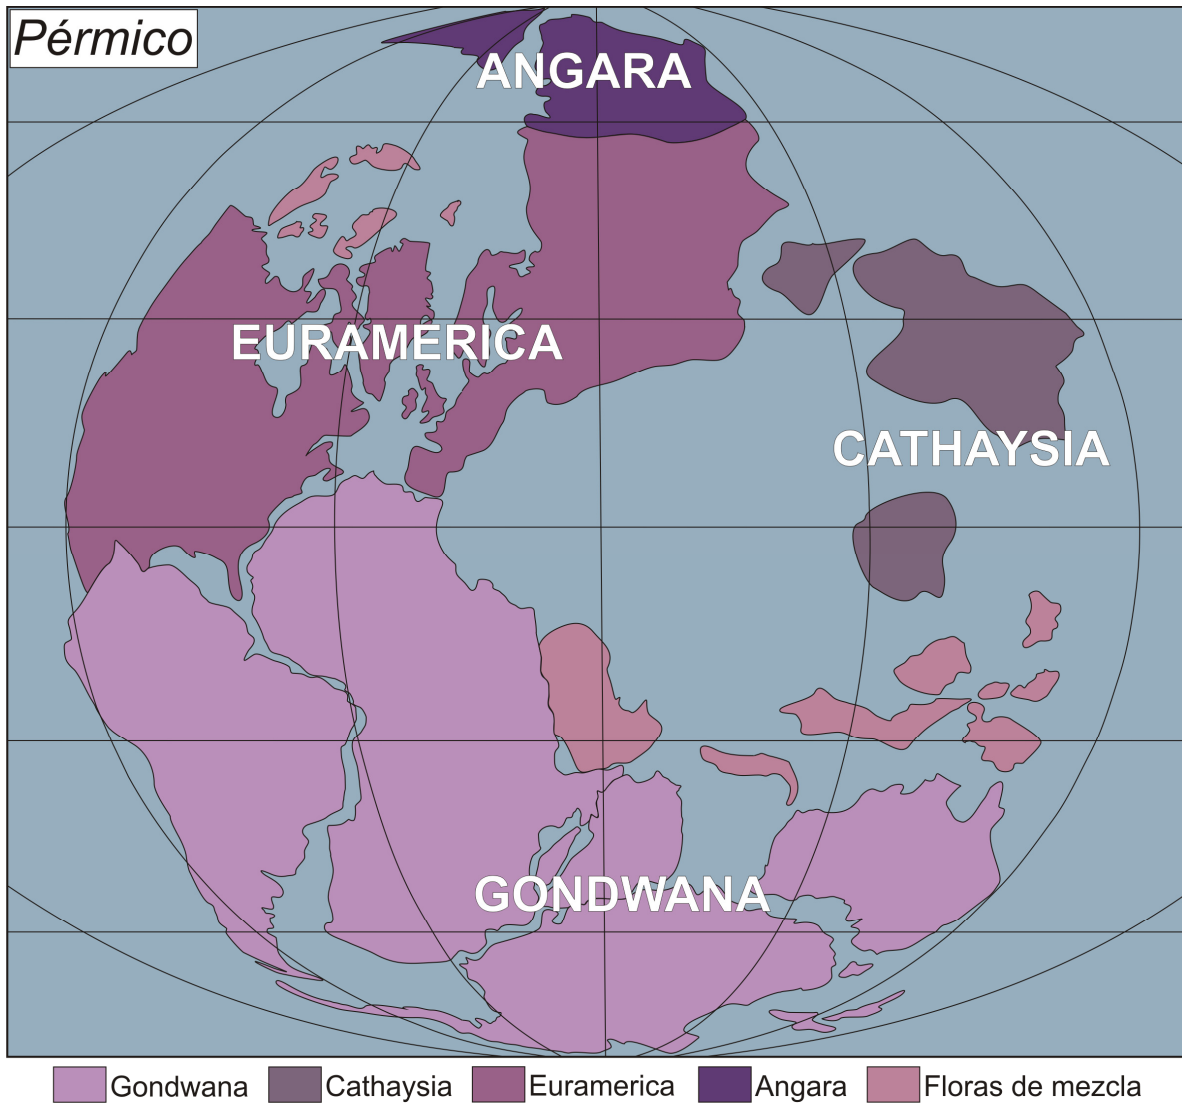 Pérmico
ANGARA
EURAMERICA
CATHAYSIA
GONDWANA
Gondwana
Cathaysia
Euramerica
Angara
Floras de mezcla